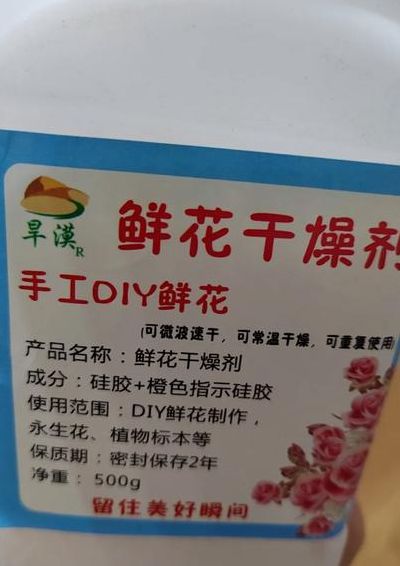 旱漠R
鲜花干燥剂
手工DIY鲜花
(可微波速干，可常温干燥，可重复使用
产品名称：鲜花干燥剂
成分：硅胶+橙色指示硅胶
使用范围：DIY鲜花制作，
永生花、植物标本等
保质期：密封保存2年
净重：500g
留住美好瞬间